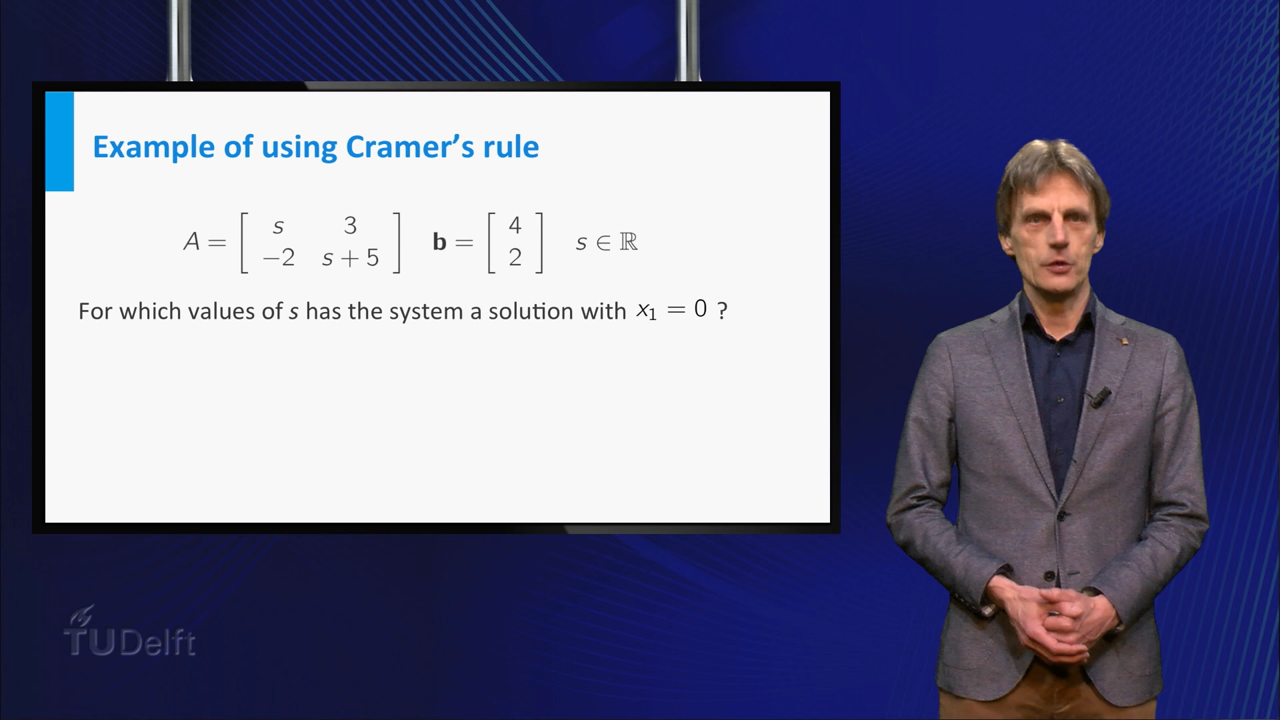 Example of using Cramer's rule
A = [ s 3 −2 s + 5 ] b = [ 4 2 ] s ∈ ℝ
For which values of s has the system a solution with x₁ = 0 ?
TUDelft